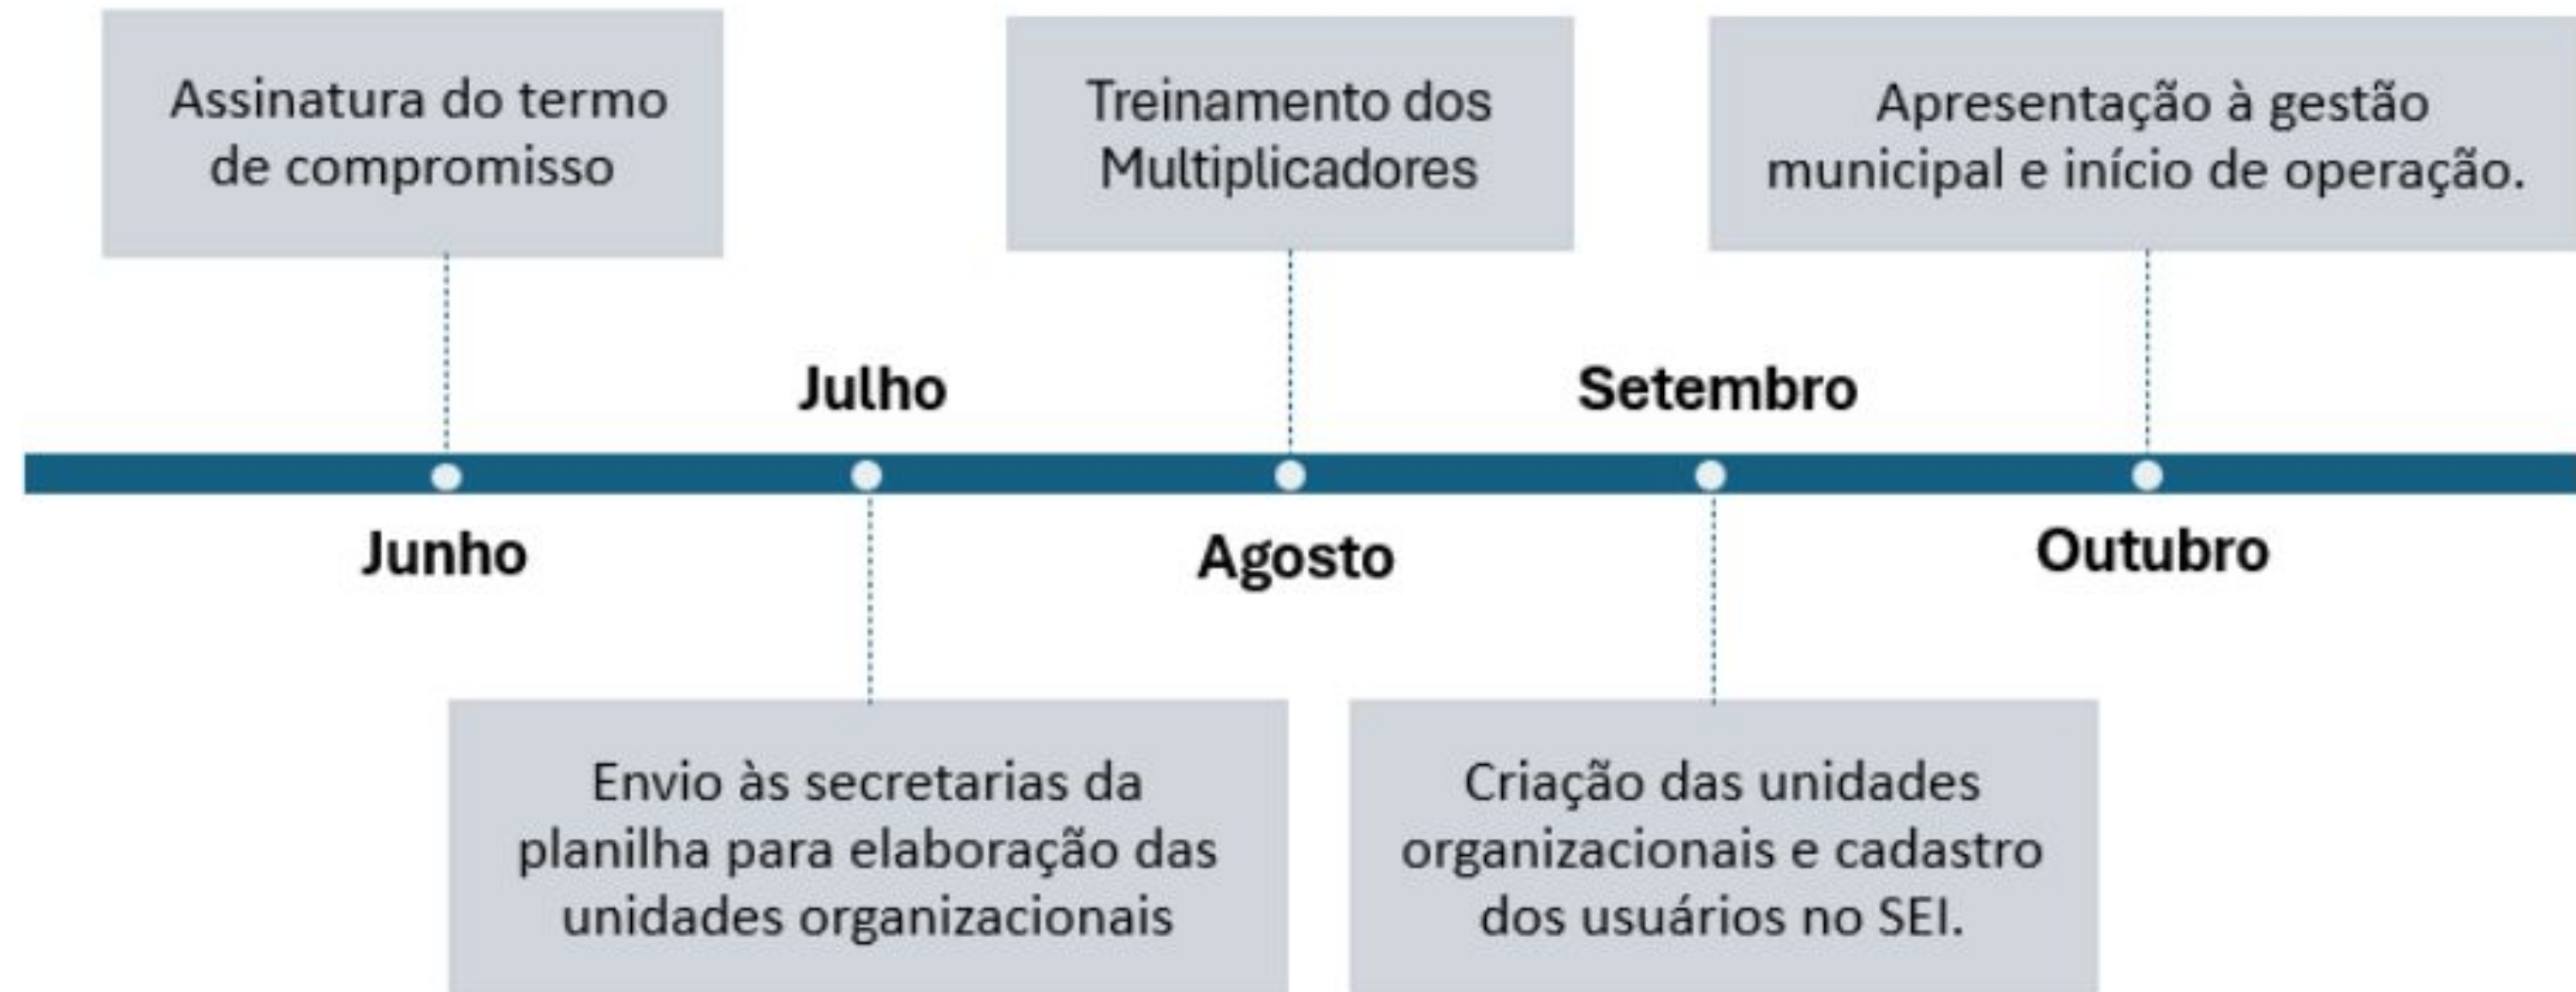 Assinatura do termo
de compromisso
Treinamento dos
Multiplicadores
Apresentação à gestão
municipal e início de operação.
Julho
Setembro
Junho
Agosto
Outubro
Envio às secretarias da
planilha para elaboração das
unidades organizacionais
Criação das unidades
organizacionais e cadastro
dos usuários no SEI.